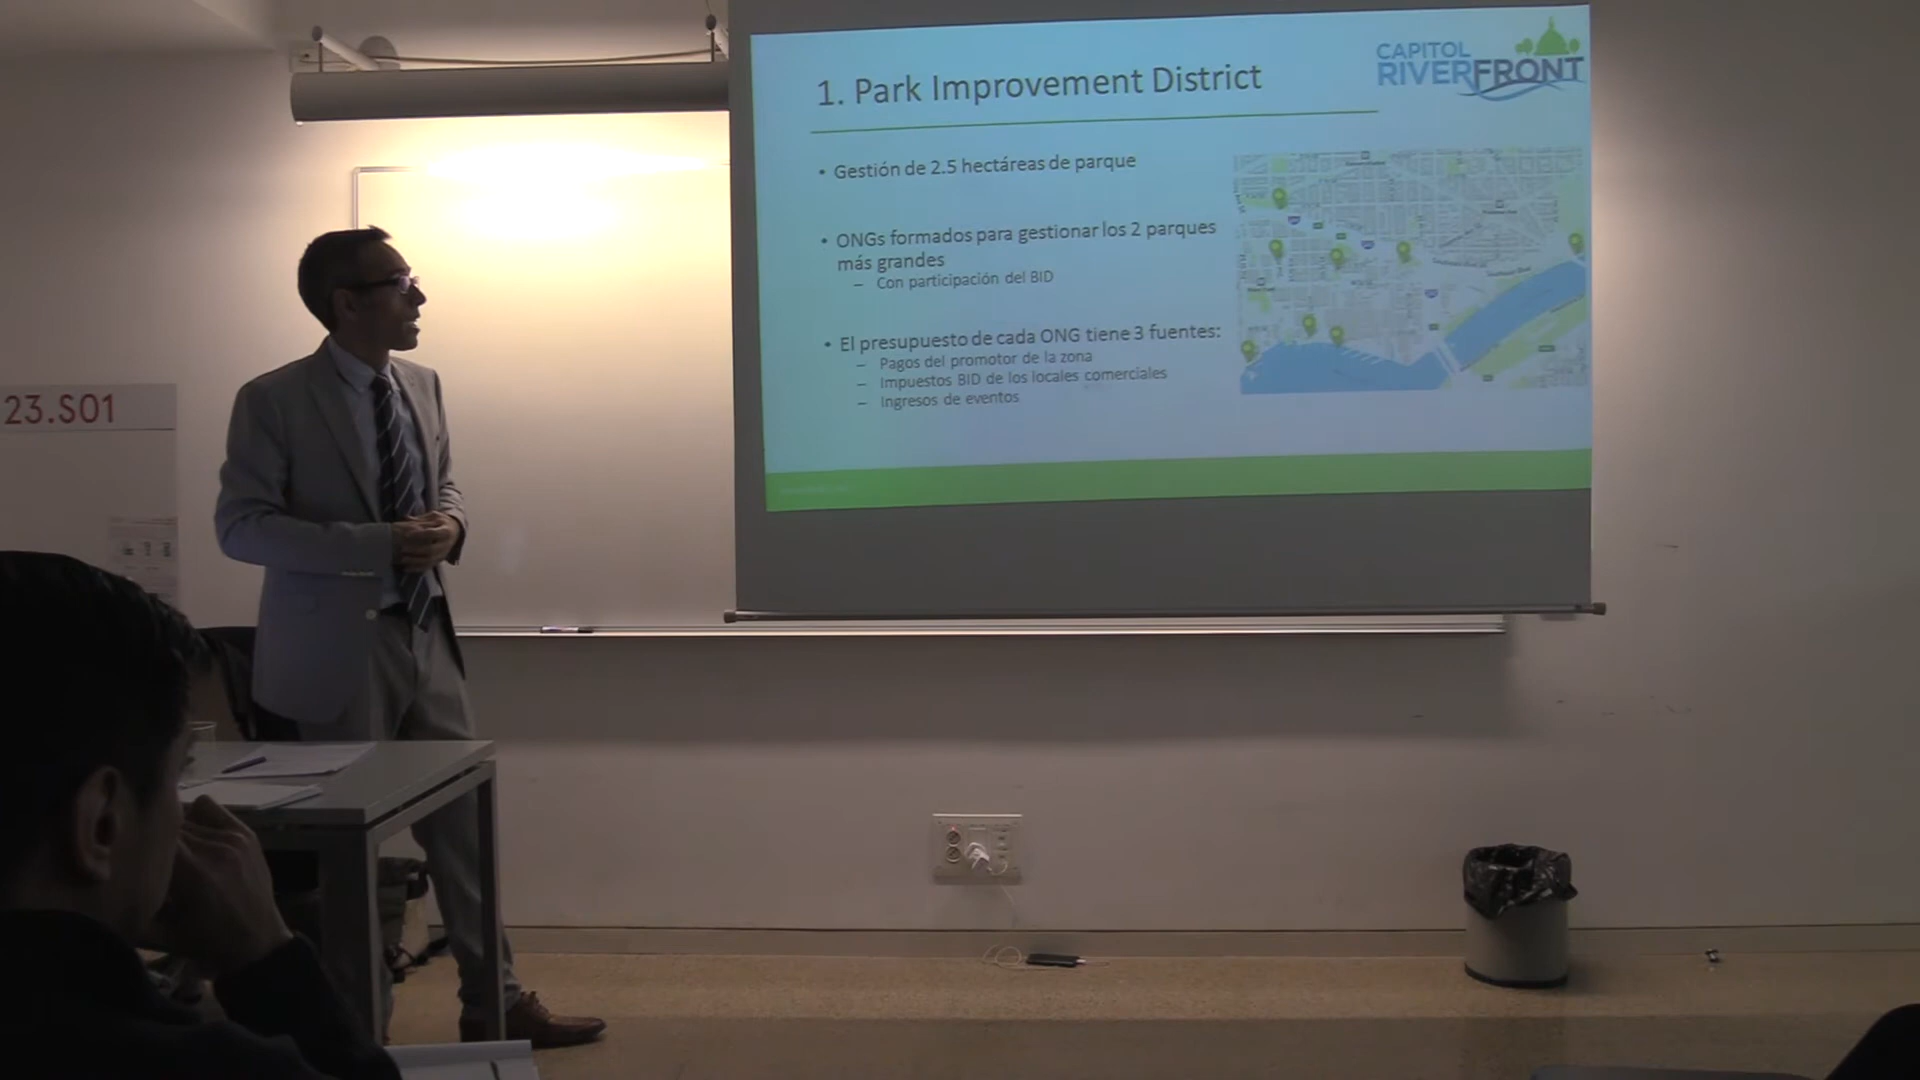 1. Park Improvement District
CAPITOL
RIVERFRONT
• Gestión de 2.5 hectáreas de parque
• ONGs formados para gestionar los 2 parques
más grandes
– Con participación del BID
• El presupuesto de cada ONG tiene 3 fuentes:
– Pagos del promotor de la zona
– Impuestos BID de los locales comerciales
– Ingresos de eventos
23.S01